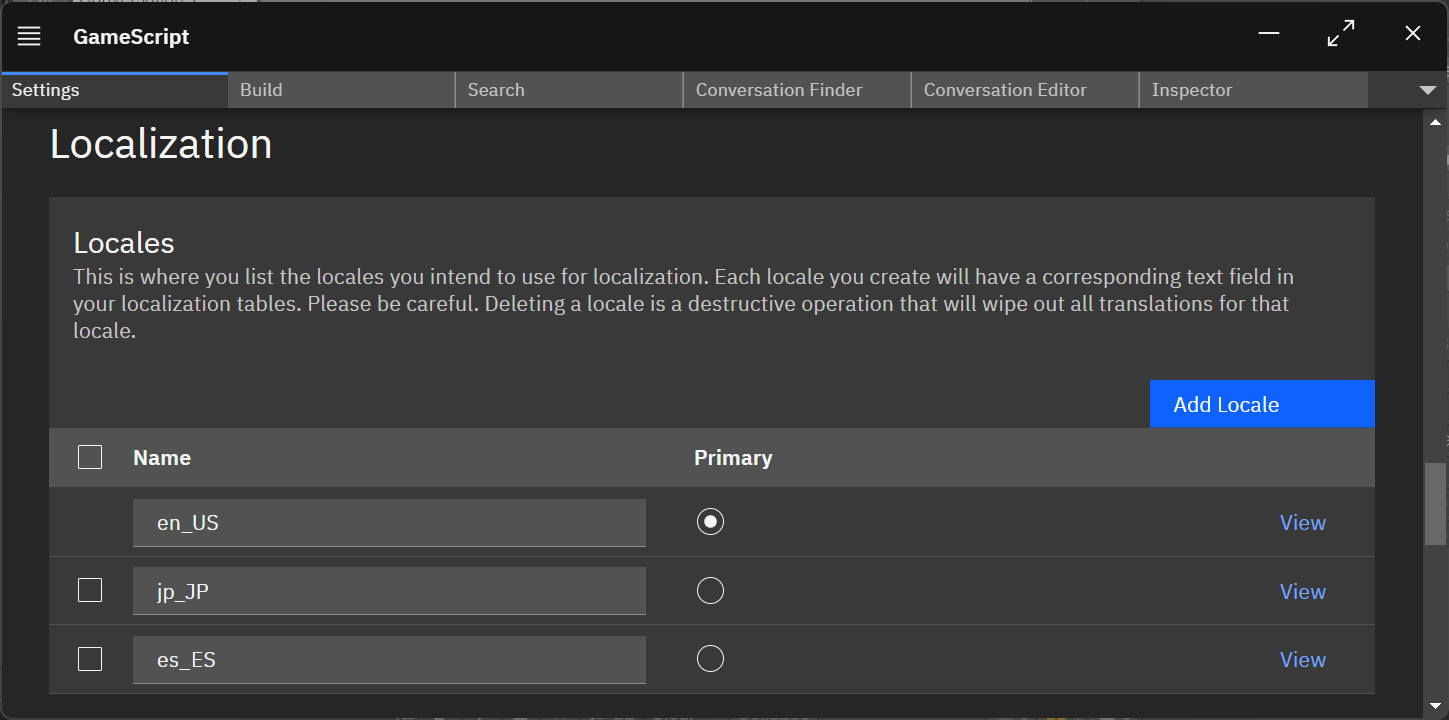 GameScript
Settings Build Search Conversation Finder Conversation Editor Inspector
Localization
Locales
This is where you list the locales you intend to use for localization. Each locale you create will have a corresponding text field in
your localization tables. Please be careful. Deleting a locale is a destructive operation that will wipe out all translations for that
locale.
Add Locale
Name Primary
en_US View
jp_JP View
es_ES View